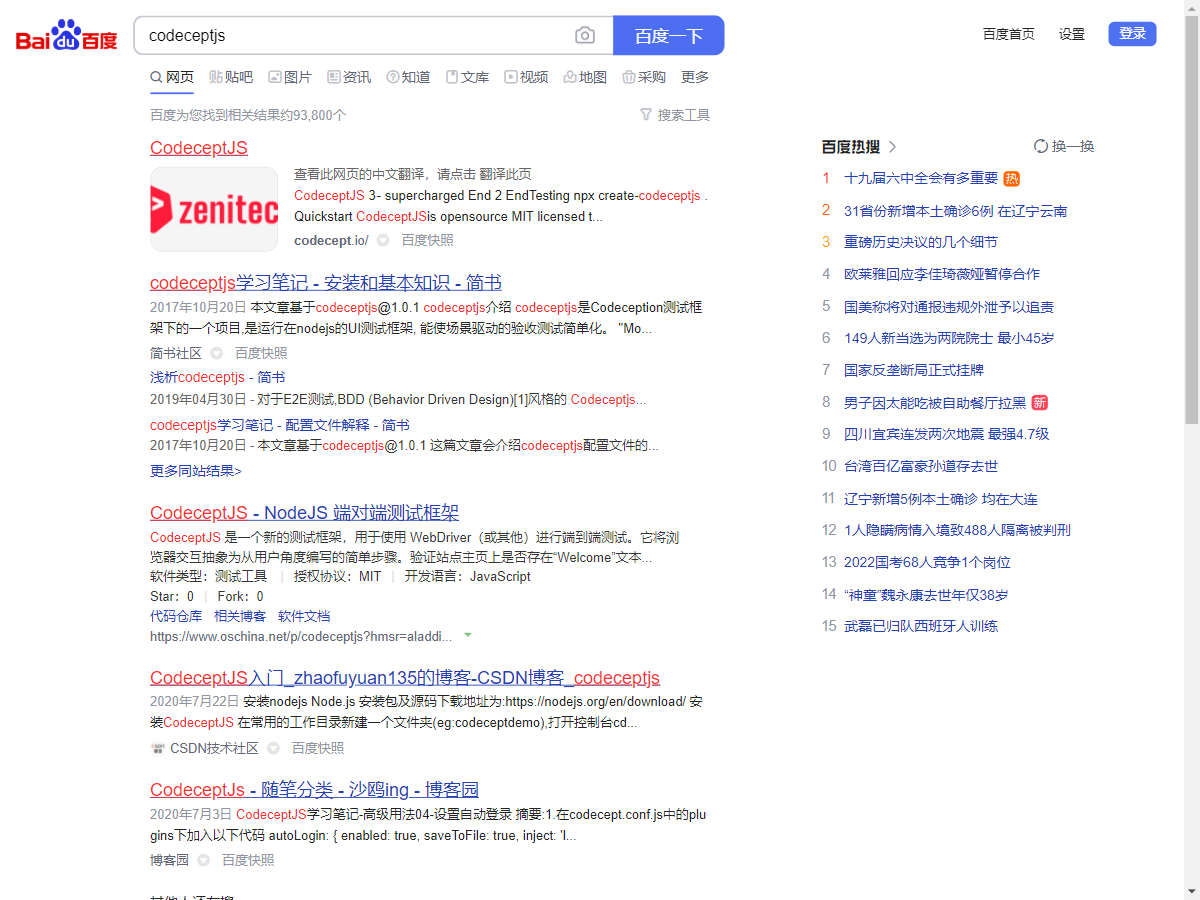 Bai du 百度
codeceptjs
百度一下
百度首页 设置 登录
网页 贴吧 图片 资讯 知道 文库 视频 地图 采购 更多
百度为您找到相关结果约93,800个
搜索工具
CodeceptJS
zenitec
查看此网页的中文翻译，请点击 翻译此页
CodeceptJS 3- supercharged End 2 EndTesting npx create-codeceptjs .
Quickstart CodeceptJSis opensource MIT licensed t...
codecept.io/ 百度快照
codeceptjs学习笔记 - 安装和基本知识 - 简书
2017年10月20日 本文章基于codeceptjs@1.0.1 codeceptjs介绍 codeceptjs是Codeception测试框
架下的一个项目,是运行在nodejs的UI测试框架, 能使场景驱动的验收测试简单化。 "Mo...
简书社区 百度快照
浅析codeceptjs - 简书
2019年04月30日 - 对于E2E测试,BDD (Behavior Driven Design)[1]风格的 Codeceptjs...
codeceptjs学习笔记 - 配置文件解释 - 简书
2017年10月20日 - 本文章基于codeceptjs@1.0.1 这篇文章会介绍codeceptjs配置文件的...
更多同站结果>
CodeceptJS - NodeJS 端对端测试框架
CodeceptJS 是一个新的测试框架，用于使用 WebDriver（或其他）进行端到端测试。它将浏
览器交互抽象为从用户角度编写的简单步骤。验证站点主页上是否存在“Welcome”文本...
软件类型：测试工具 | 授权协议：MIT | 开发语言：JavaScript
Star：0 | Fork：0
代码仓库 相关博客 软件文档
https://www.oschina.net/p/codeceptjs?hmsr=aladdi...
CodeceptJS入门_zhaofuyuan135的博客-CSDN博客_codeceptjs
2020年7月22日 安装nodejs Node.js 安装包及源码下载地址为:https://nodejs.org/en/download/ 安
装CodeceptJS 在常用的工作目录新建一个文件夹(eg:codeceptdemo),打开控制台cd...
CSDN技术社区 百度快照
CodeceptJs - 随笔分类 - 沙鸥ing - 博客园
2020年7月3日 CodeceptJS学习笔记-高级用法04-设置自动登录 摘要:1.在codecept.conf.js中的plu
gins下加入以下代码 autoLogin: { enabled: true, saveToFile: true, inject: 'l...
博客园 百度快照
其他人还在搜
百度热搜 换一换
1 十九届六中全会有多重要 热
2 31省份新增本土确诊6例 在辽宁云南
3 重磅历史决议的几个细节
4 欧莱雅回应李佳琦薇娅暂停合作
5 国美称将对通报违规外泄予以追责
6 149人新当选为两院院士 最小45岁
7 国家反垄断局正式挂牌
8 男子因太能吃被自助餐厅拉黑 新
9 四川宜宾连发两次地震 最强4.7级
10 台湾百亿富豪孙道存去世
11 辽宁新增5例本土确诊 均在大连
12 1人隐瞒病情入境致488人隔离被判刑
13 2022国考68人竞争1个岗位
14 “神童”魏永康去世年仅38岁
15 武磊已归队西班牙人训练